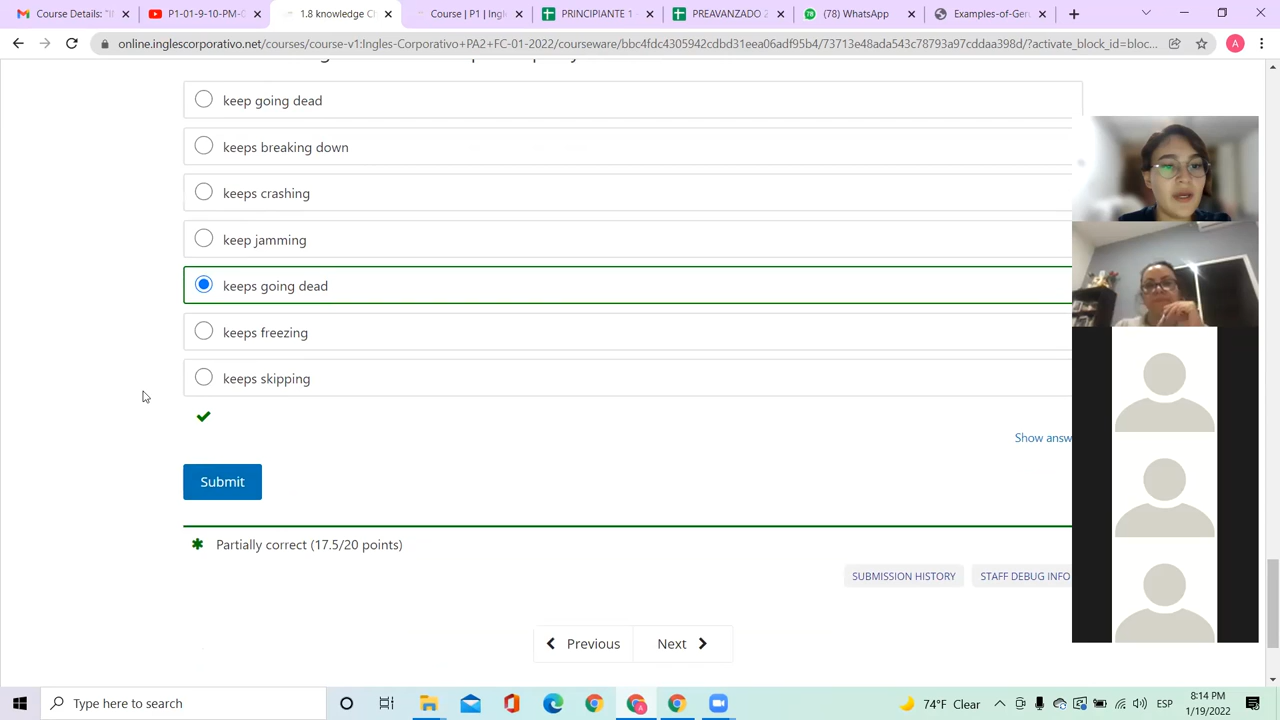 P1-01-9-10-PM-G
1.8 knowledge Ch
Course | P1 | Ingle
PRINCIPIANTE 1
PREAVANZADO 2
(78) WhatsApp
Examples-of-Ger
online.inglescorporativo.net/courses/course-v1:Ingles-Corporativo+PA2+FC-01.2022/courseware/bbc4fdc4305942cdbd31eea06adf95b4/73713e48ada543c78793a97cddaa398d/?activate_block_id=bloc...
keep going dead
keeps breaking down
keeps crashing
keep jamming
keeps going dead
keeps freezing
keeps skipping
Show answ
Submit
Partially correct (17.5/20 points)
SUBMISSION HISTORY
STAFF DEBUG INFO
Previous
Next
Type here to search
74°F Clear
ESP
8:14 PM
1/19/2022